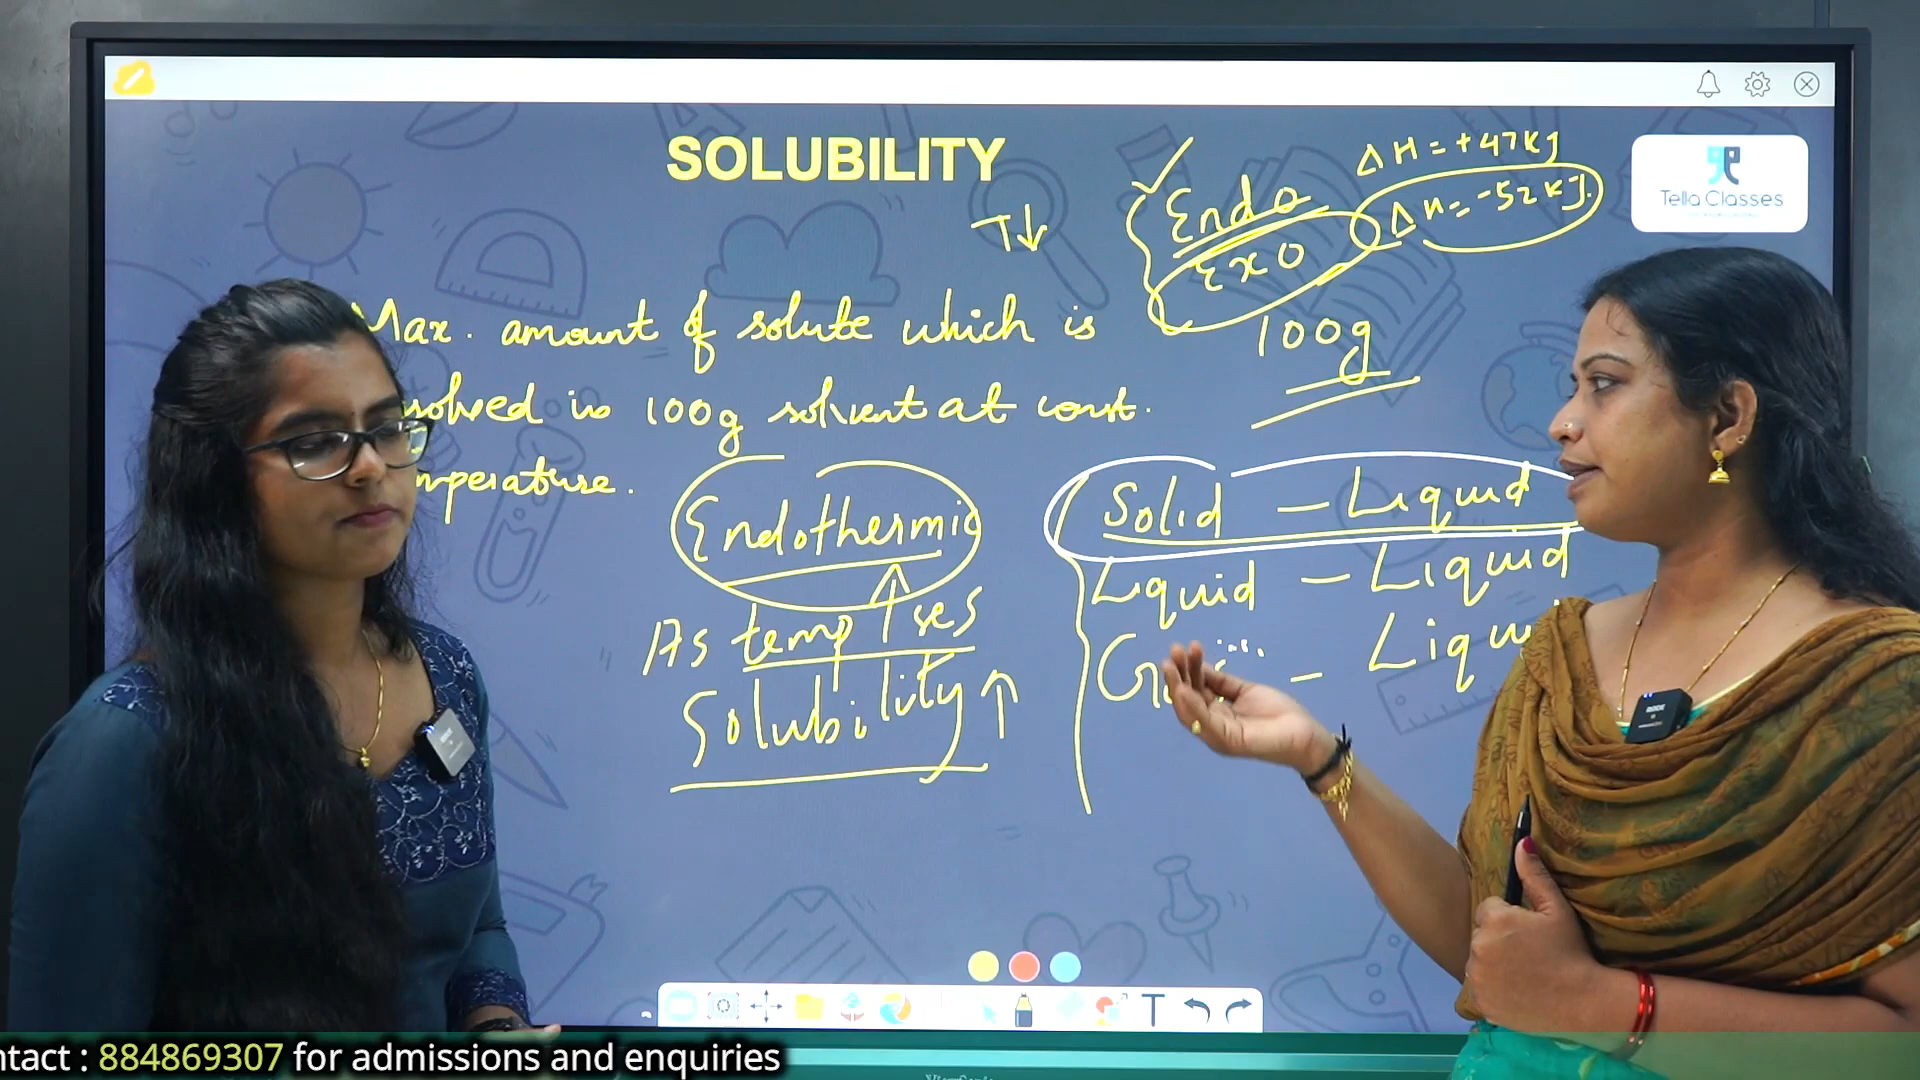 SOLUBILITY
T↓
Endo
Exo
ΔH = +47KJ
ΔH = -52KJ.
Tella Classes
100g
Max. amount of solute which is
solved in 100g solvent at const.
mperature.
Endothermic
As temp ↑ses
Solubility ↑
Solid – Liquid
Liquid – Liquid
– Liqu
T
ntact : 884869307 for admissions and enquiries